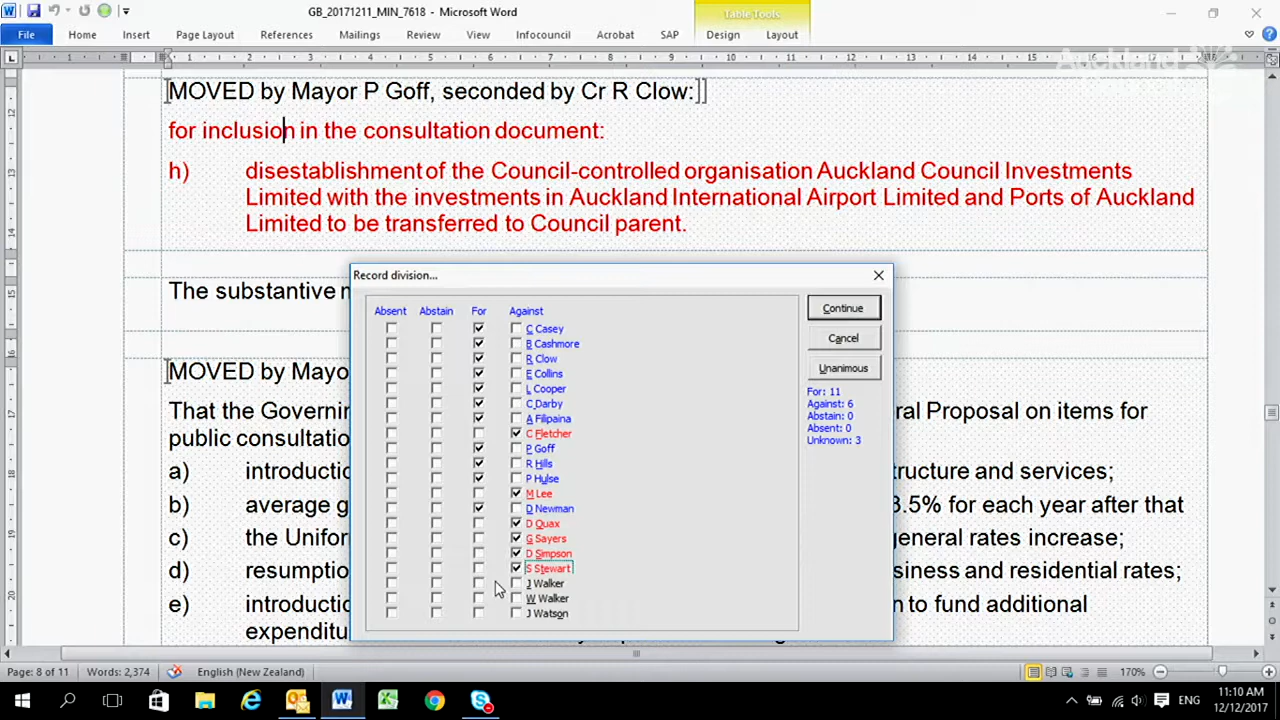 GB_20171211_MIN_7618 - Microsoft Word
Table Tools
File Home Insert Page Layout References Mailings Review View Infocouncil Acrobat SAP Design Layout
Auckland
MOVED by Mayor P Goff, seconded by Cr R Clow:]
for inclusion in the consultation document:
h) disestablishment of the Council-controlled organisation Auckland Council Investments
Limited with the investments in Auckland International Airport Limited and Ports of Auckland
Limited to be transferred to Council parent.
The substantive m
MOVED by Mayo
That the Governin
ral Proposal on items for
public consultatio
a) introductio
structure and services;
b) average g
3.5% for each year after that
c) the Unifor
general rates increase;
d) resumptio
siness and residential rates;
e) introductio
n to fund additional
expenditu
Record division...
Absent Abstain For Against
C Casey
B Cashmore
R Clow
E Collins
L Cooper
C Darby
A Filipaina
C Fletcher
P Goff
R Hills
P Hulse
M Lee
D Newman
D Quax
G Sayers
D Simpson
S Stewart
J Walker
W Walker
J Watson
Continue
Cancel
Unanimous
For: 11
Against: 6
Abstain: 0
Absent: 0
Unknown: 3
Page: 8 of 11 Words: 2,374 English (New Zealand) 170%
ENG
11:10 AM
12/12/2017